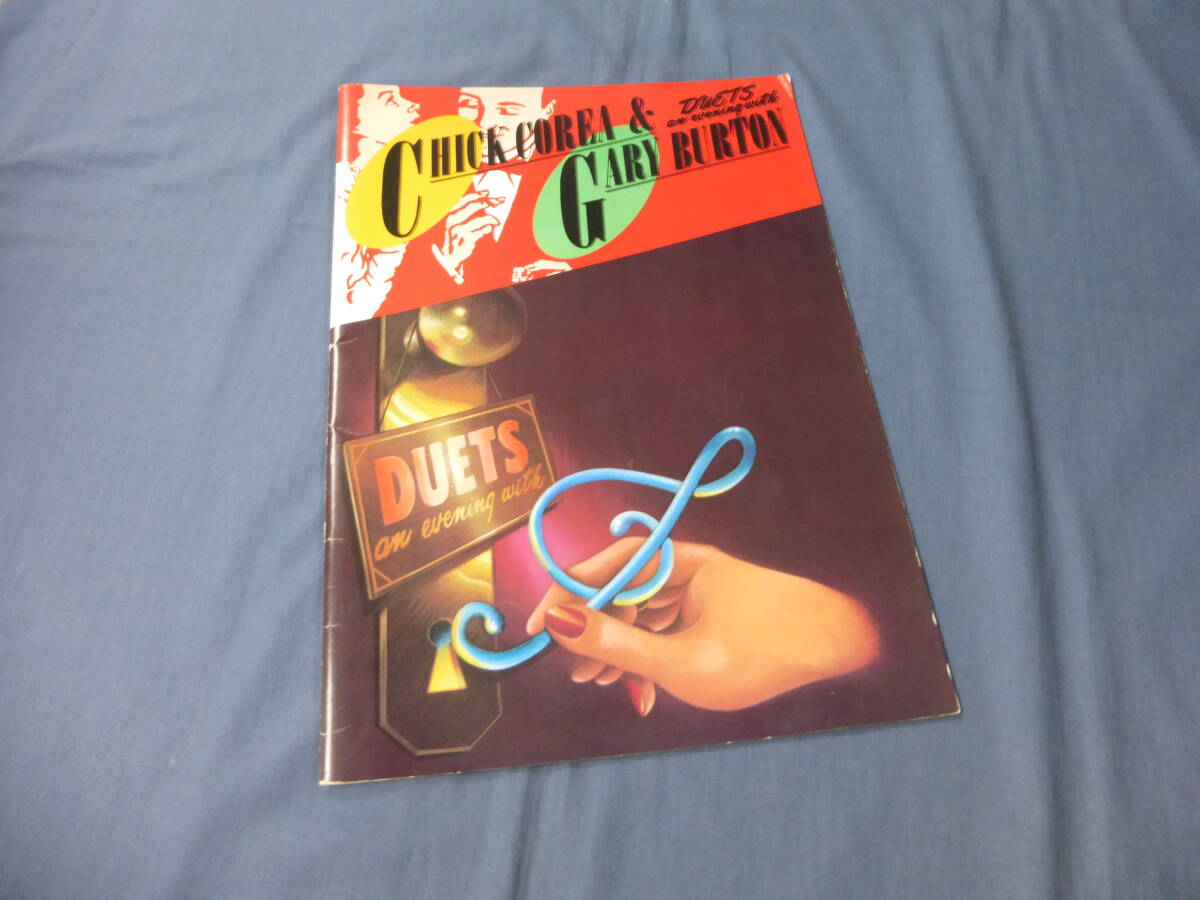 DUETS
an evening with
CHICK COREA &
GARY BURTON
DUETS
an evening with